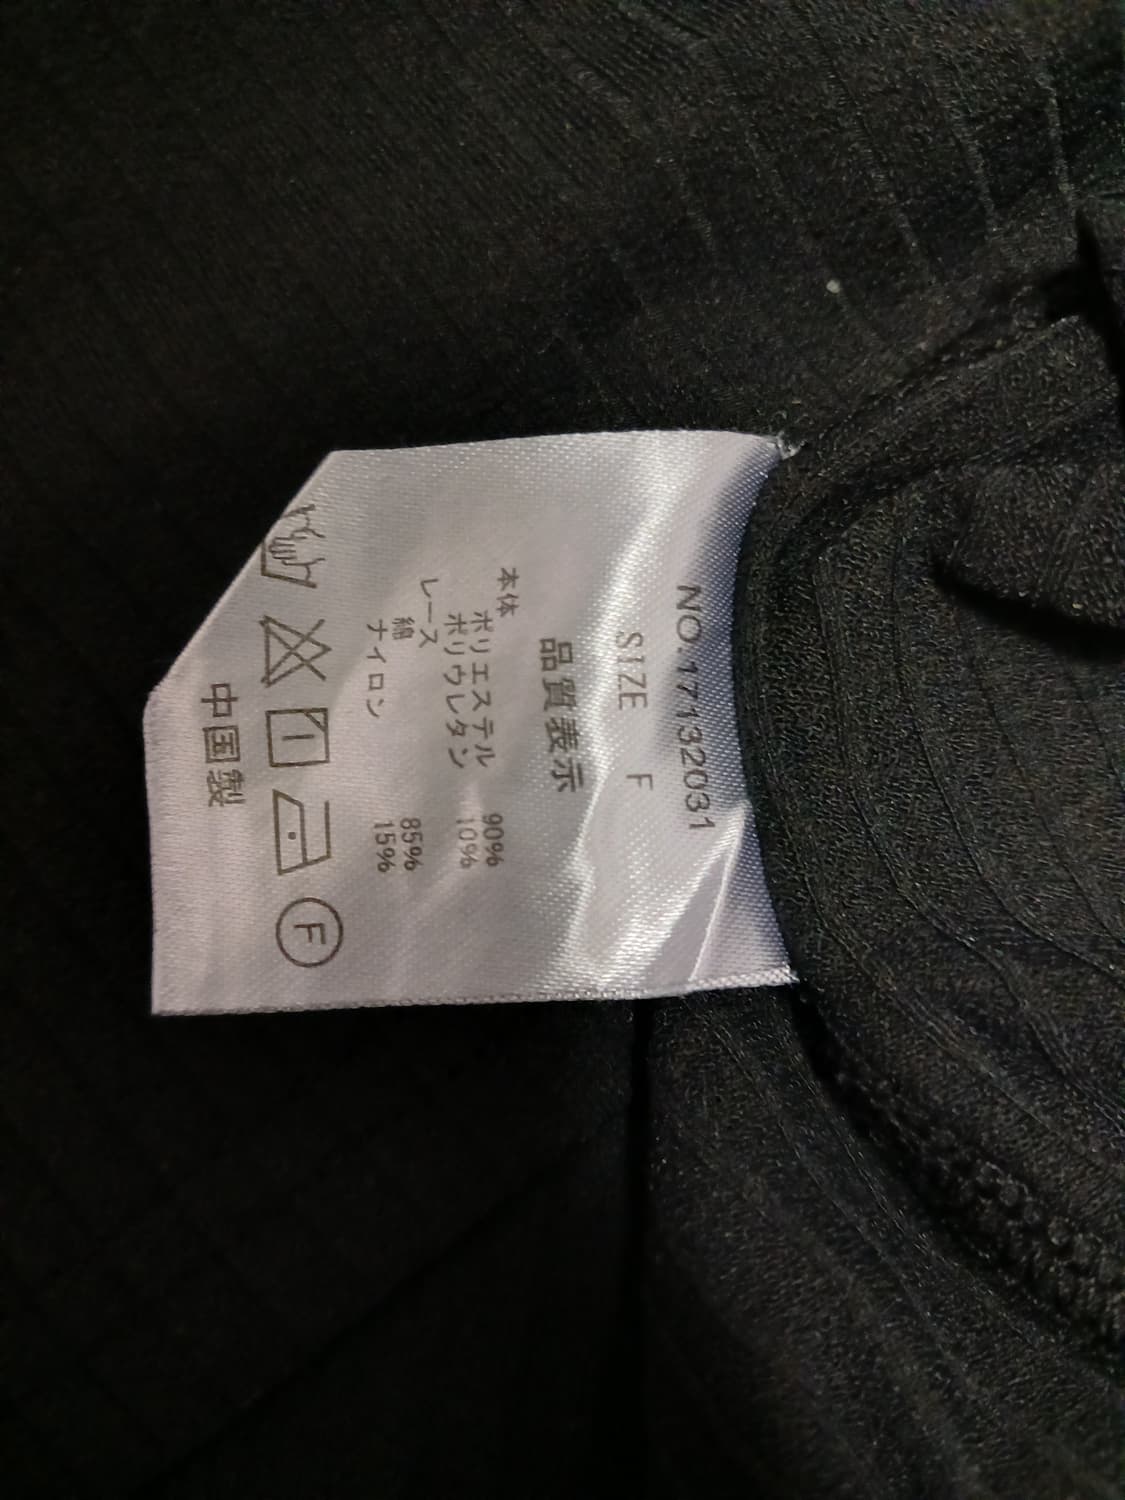 NO.17132031
SIZE F
品質表示
本体
ポリエステル 90%
ポリウレタン 10%
レース
綿 85%
ナイロン 15%
F
中国製